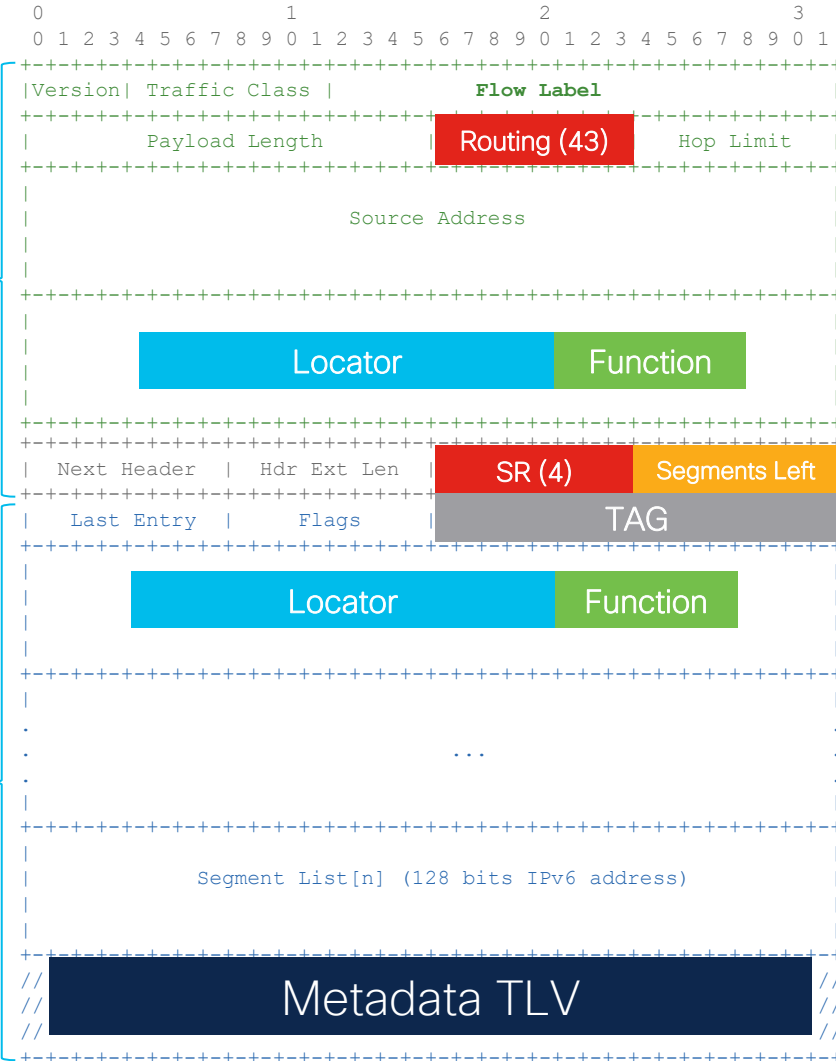 0 1 2 3
0 1 2 3 4 5 6 7 8 9 0 1 2 3 4 5 6 7 8 9 0 1 2 3 4 5 6 7 8 9 0 1
+-+-+-+-+-+-+-+-+-+-+-+-+-+-+-+-+-+-+-+-+-+-+-+-+-+-+-+-+-+-+-+-+
|Version| Traffic Class | Flow Label |
+-+-+-+-+-+-+-+-+-+-+-+-+-+-+-+-+-+-+-+-+-+-+-+-+-+-+-+-+-+-+-+-+
| Payload Length | Routing (43) | Hop Limit |
+-+-+-+-+-+-+-+-+-+-+-+-+-+-+-+-+-+-+-+-+-+-+-+-+-+-+-+-+-+-+-+-+
| |
| Source Address |
| |
| |
+-+-+-+-+-+-+-+-+-+-+-+-+-+-+-+-+-+-+-+-+-+-+-+-+-+-+-+-+-+-+-+-+
| |
| Locator Function |
| |
| |
+-+-+-+-+-+-+-+-+-+-+-+-+-+-+-+-+-+-+-+-+-+-+-+-+-+-+-+-+-+-+-+-+
+-+-+-+-+-+-+-+-+-+-+-+-+-+-+-+-+-+-+-+-+-+-+-+-+-+-+-+-+-+-+-+-+
| Next Header | Hdr Ext Len | SR (4) Segments Left
+-+-+-+-+-+-+-+-+-+-+-+-+-+-+-+-+
| Last Entry | Flags | TAG
+-+-+-+-+-+-+-+-+-+-+-+-+-+-+-+-+-+-+-+-+-+-+-+-+-+-+-+-+-+-+-+-+
| |
| Locator Function |
| |
| |
+-+-+-+-+-+-+-+-+-+-+-+-+-+-+-+-+-+-+-+-+-+-+-+-+-+-+-+-+-+-+-+-+
| |
. .
. ... .
. .
| |
+-+-+-+-+-+-+-+-+-+-+-+-+-+-+-+-+-+-+-+-+-+-+-+-+-+-+-+-+-+-+-+-+
| |
| Segment List[n] (128 bits IPv6 address) |
| |
| |
+-+-+-+-+-+-+-+-+-+-+-+-+-+-+-+-+-+-+-+-+-+-+-+-+-+-+-+-+-+-+-+-+
// //
// Metadata TLV //
// //
+-+-+-+-+-+-+-+-+-+-+-+-+-+-+-+-+-+-+-+-+-+-+-+-+-+-+-+-+-+-+-+-+